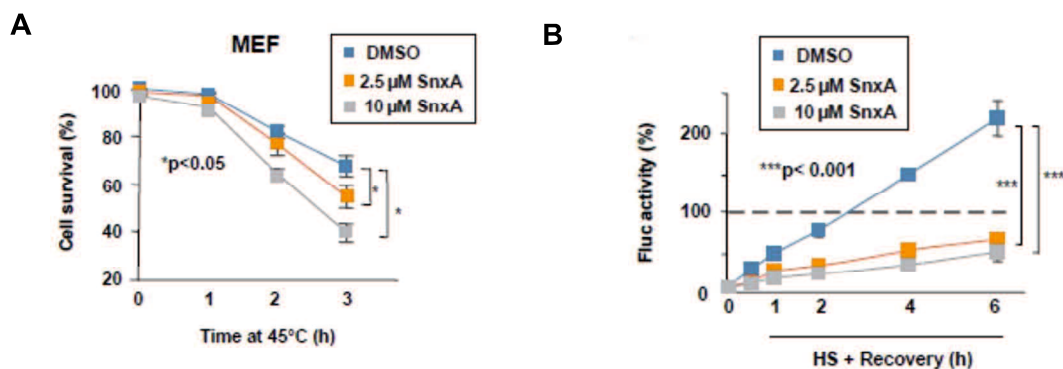 A
MEF
DMSO
2.5 µM SnxA
10 µM SnxA
Cell survival (%)
100
80
60
40
20
*p<0.05
*
*
0
1
2
3
Time at 45°C (h)
B
DMSO
2.5 µM SnxA
10 µM SnxA
Fluc activity (%)
200
100
0
***p< 0.001
***
***
0
1
2
4
6
HS + Recovery (h)